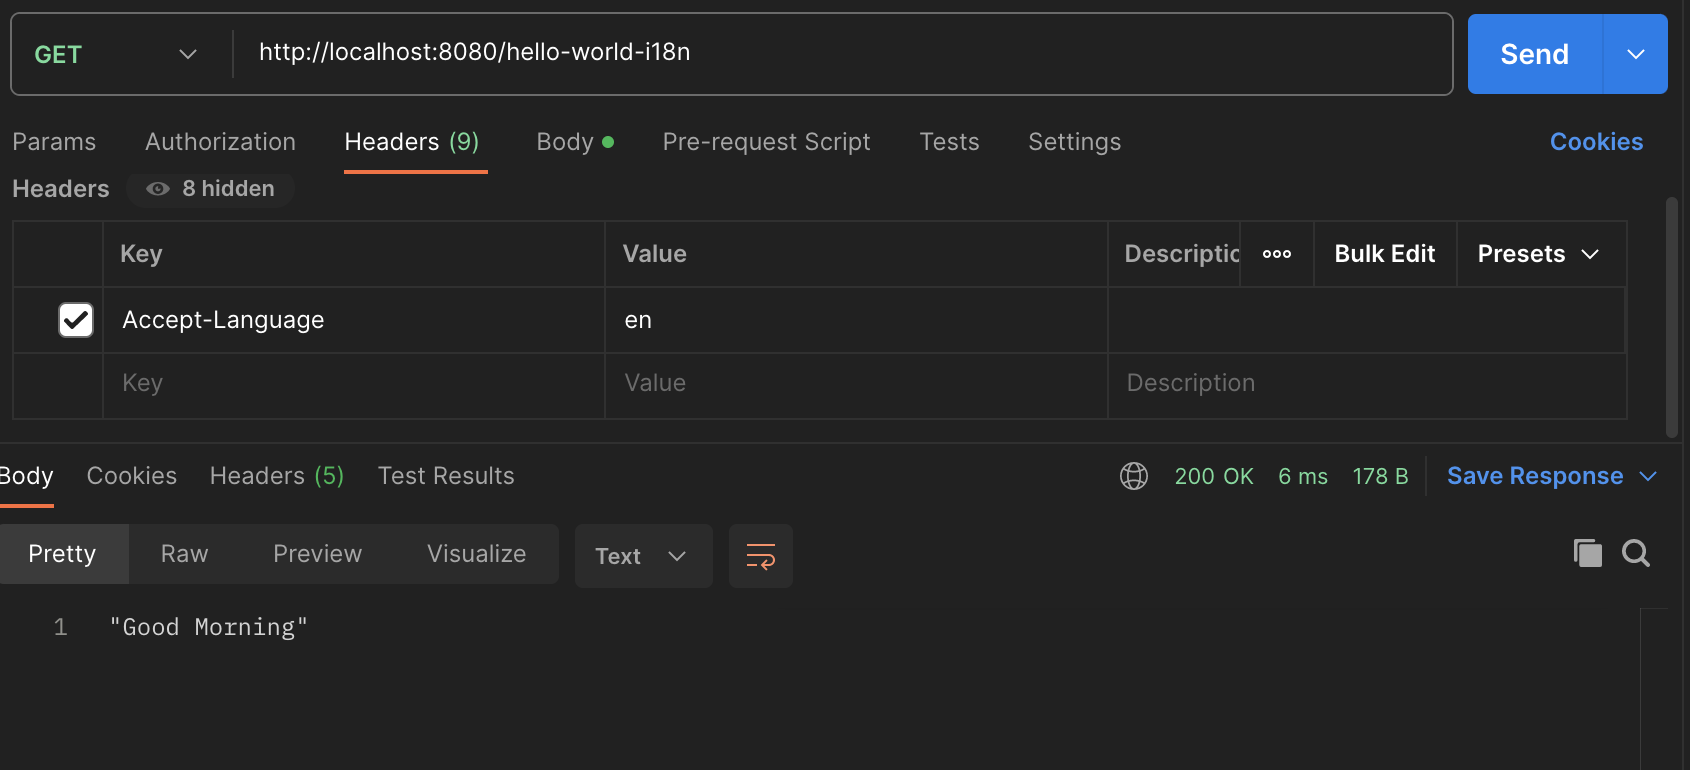 GET http://localhost:8080/hello-world-i18n Send
Params Authorization Headers (9) Body Pre-request Script Tests Settings Cookies
Headers 8 hidden
Key Value Descriptic Bulk Edit Presets
Accept-Language en
Key Value Description
Body Cookies Headers (5) Test Results 200 OK 6 ms 178 B Save Response
Pretty Raw Preview Visualize Text
1 "Good Morning"